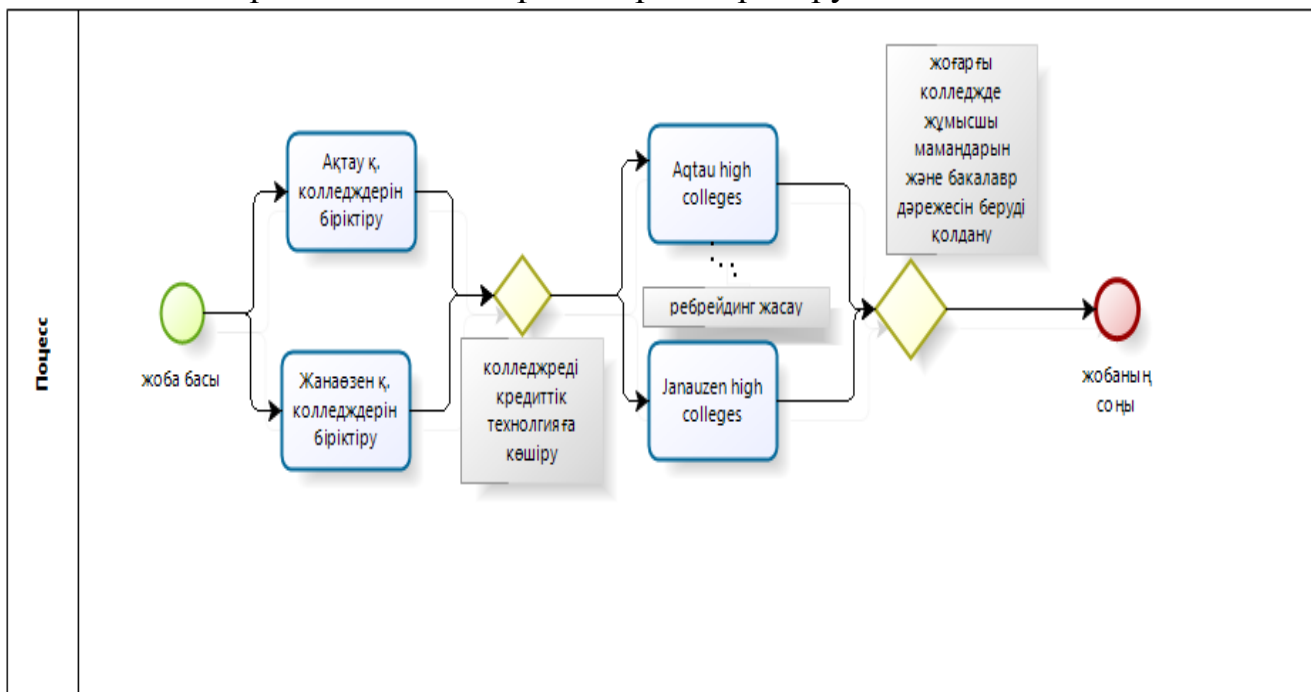 Поцесс
жоба басы
Ақтау қ.
колледждерін
біріктіру
Жанаөзен қ.
колледждерін
біріктіру
колледжреді
кредиттік
технолгияға
көшіру
Aqtau high
colleges
ребрейдинг жасау
Janauzen high
colleges
жоғарғы
колледжде
жұмысшы
мамандарын
және бакалавр
дәрежесін беруді
қолдану
жобаның
соңы